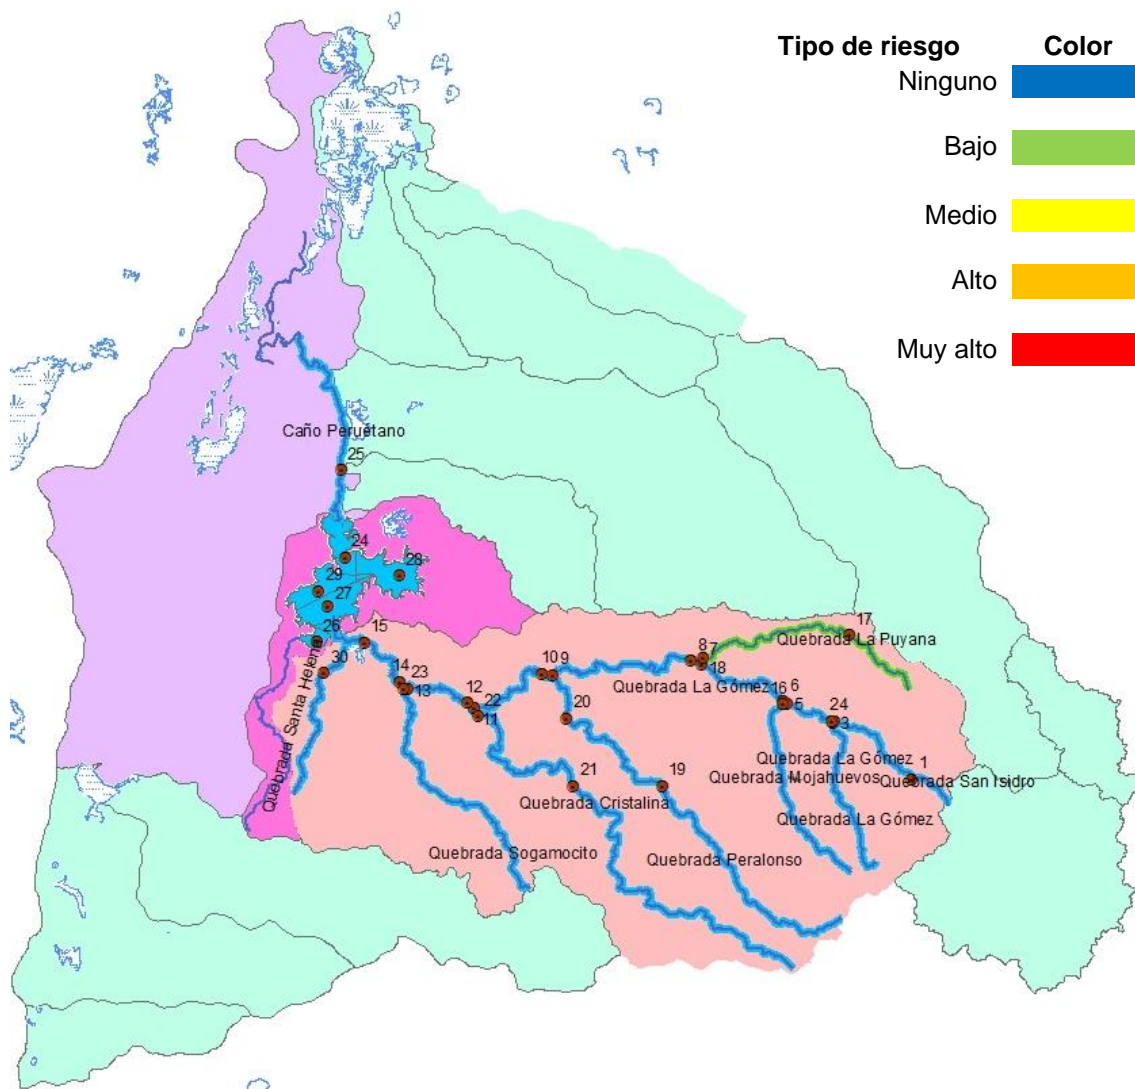 Tipo de riesgo Color
Ninguno
Bajo
Medio
Alto
Muy alto
Caño Peruétano
25
24
28
29
27
26
15
30
14
23
13
12
22
11
10
9
8
7
18
17
Quebrada La Puyana
Quebrada La Gómez
16
6
5
24
3
20
21
19
1
Quebrada La Gómez
Quebrada Mojahuevos
Quebrada San Isidro
Quebrada Cristalina
Quebrada La Gómez
Quebrada Sogamocito
Quebrada Peralonso
Quebrada Santa Helena